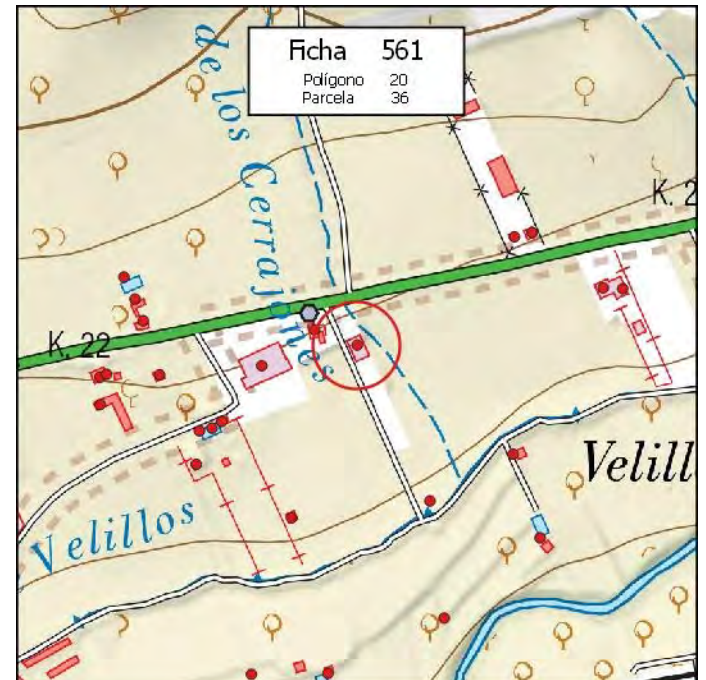 Ficha 561
Polígono 20
Parcela 36
de los Cerrajones
K. 2
K. 22
Velill
Velillos